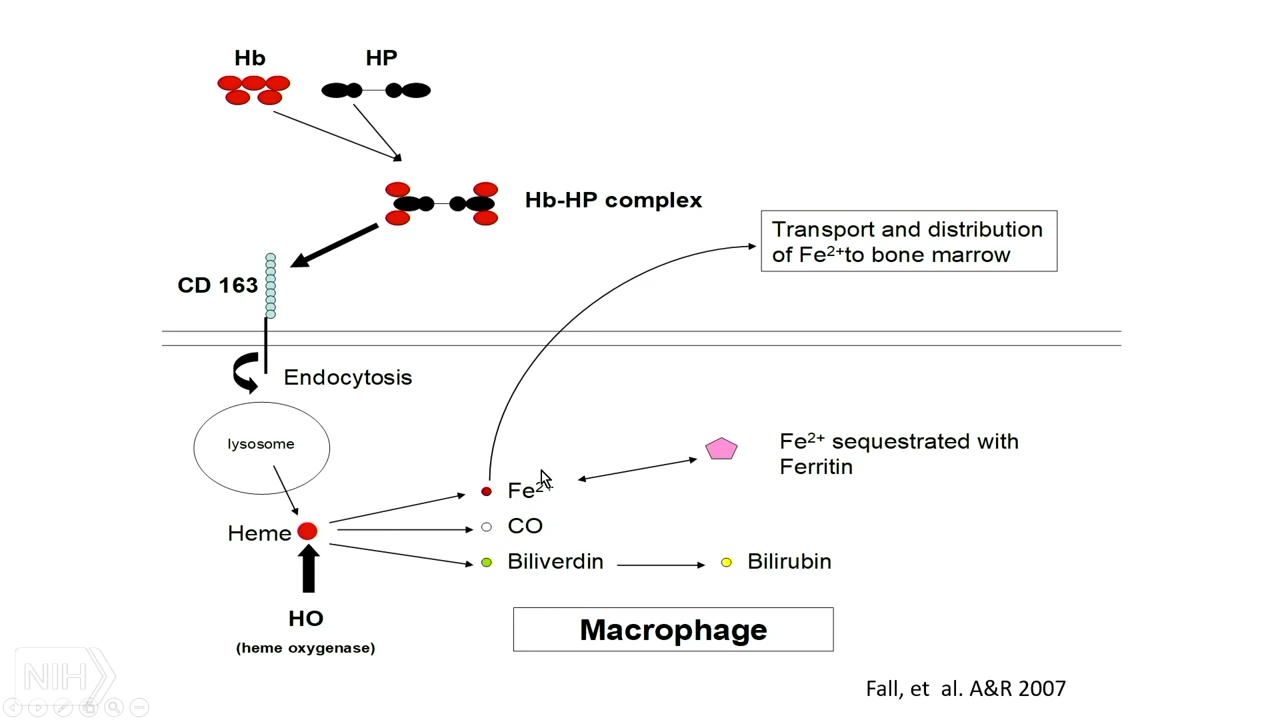 Hb
HP
Hb-HP complex
Transport and distribution
of Fe²⁺to bone marrow
CD 163
Endocytosis
lysosome
Fe²⁺ sequestrated with
Ferritin
Fe²⁺
CO
Heme
Biliverdin
Bilirubin
HO
(heme oxygenase)
Macrophage
NIH
Fall, et al. A&R 2007